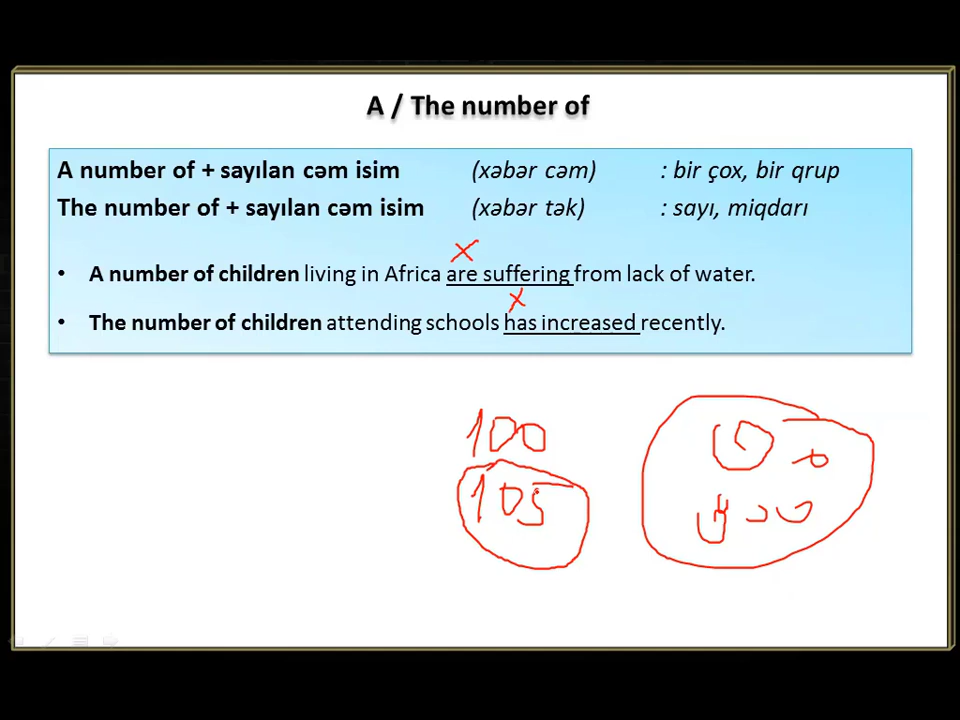 A / The number of
A number of + sayılan cəm isim (xəbər cəm) : bir çox, bir qrup
The number of + sayılan cəm isim (xəbər tək) : sayı, miqdarı
• A number of children living in Africa are suffering from lack of water.
• The number of children attending schools has increased recently.
100
105